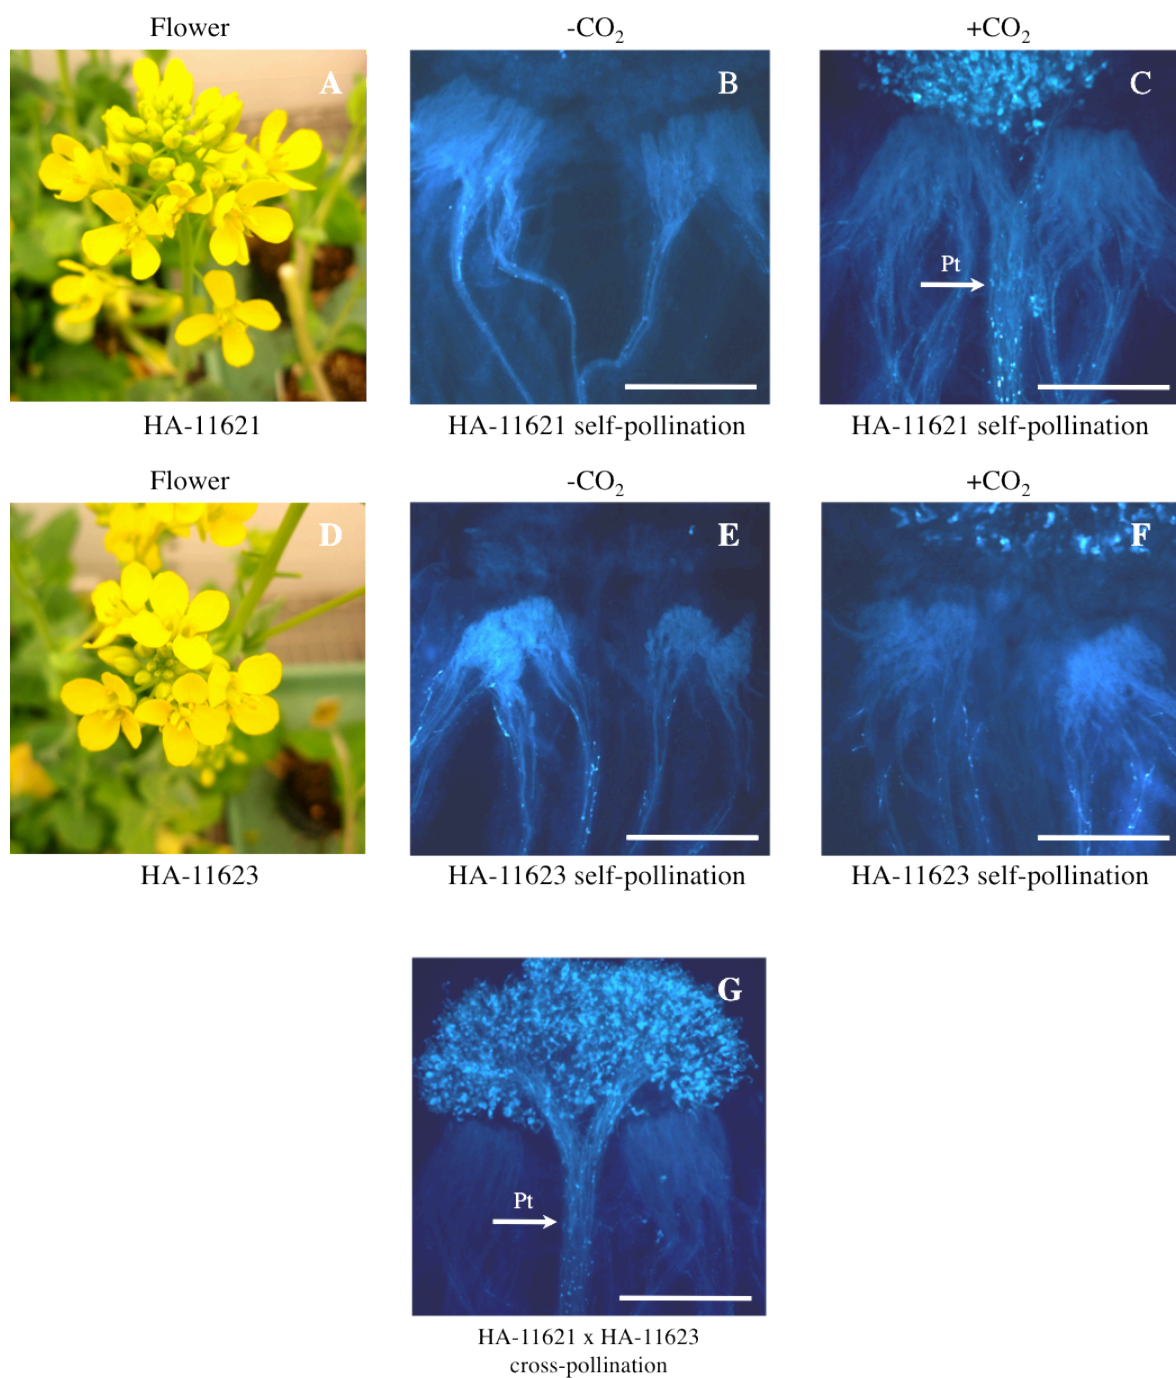 Flower
-CO₂
+CO₂
A
B
C
Pt
HA-11621
HA-11621 self-pollination
HA-11621 self-pollination
Flower
-CO₂
+CO₂
D
E
F
HA-11623
HA-11623 self-pollination
HA-11623 self-pollination
G
Pt
HA-11621 x HA-11623
cross-pollination